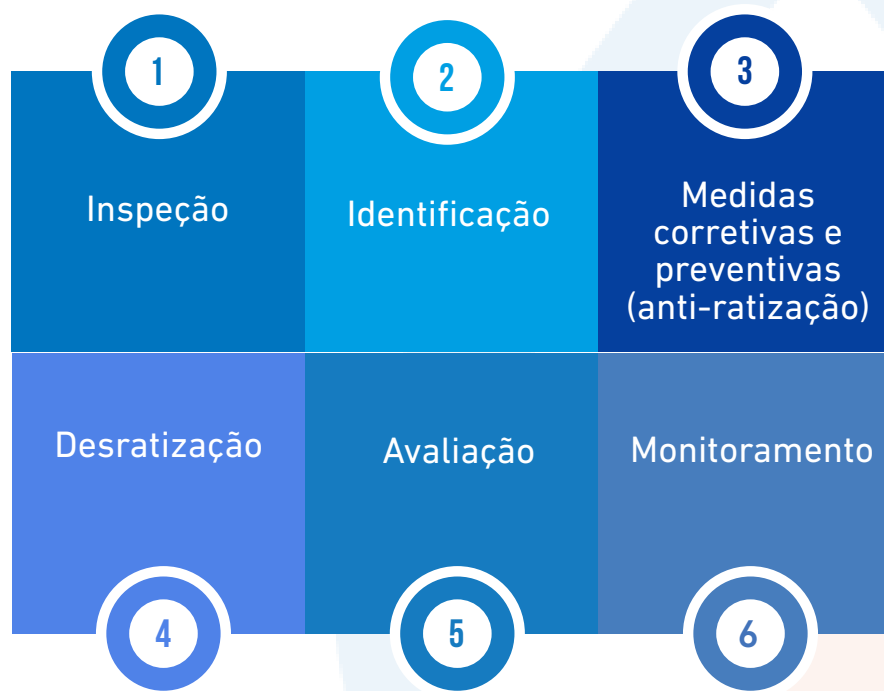 1
Inspeção
2
Identificação
3
Medidas
corretivas e
preventivas
(anti-ratização)
Desratização
4
Avaliação
5
Monitoramento
6